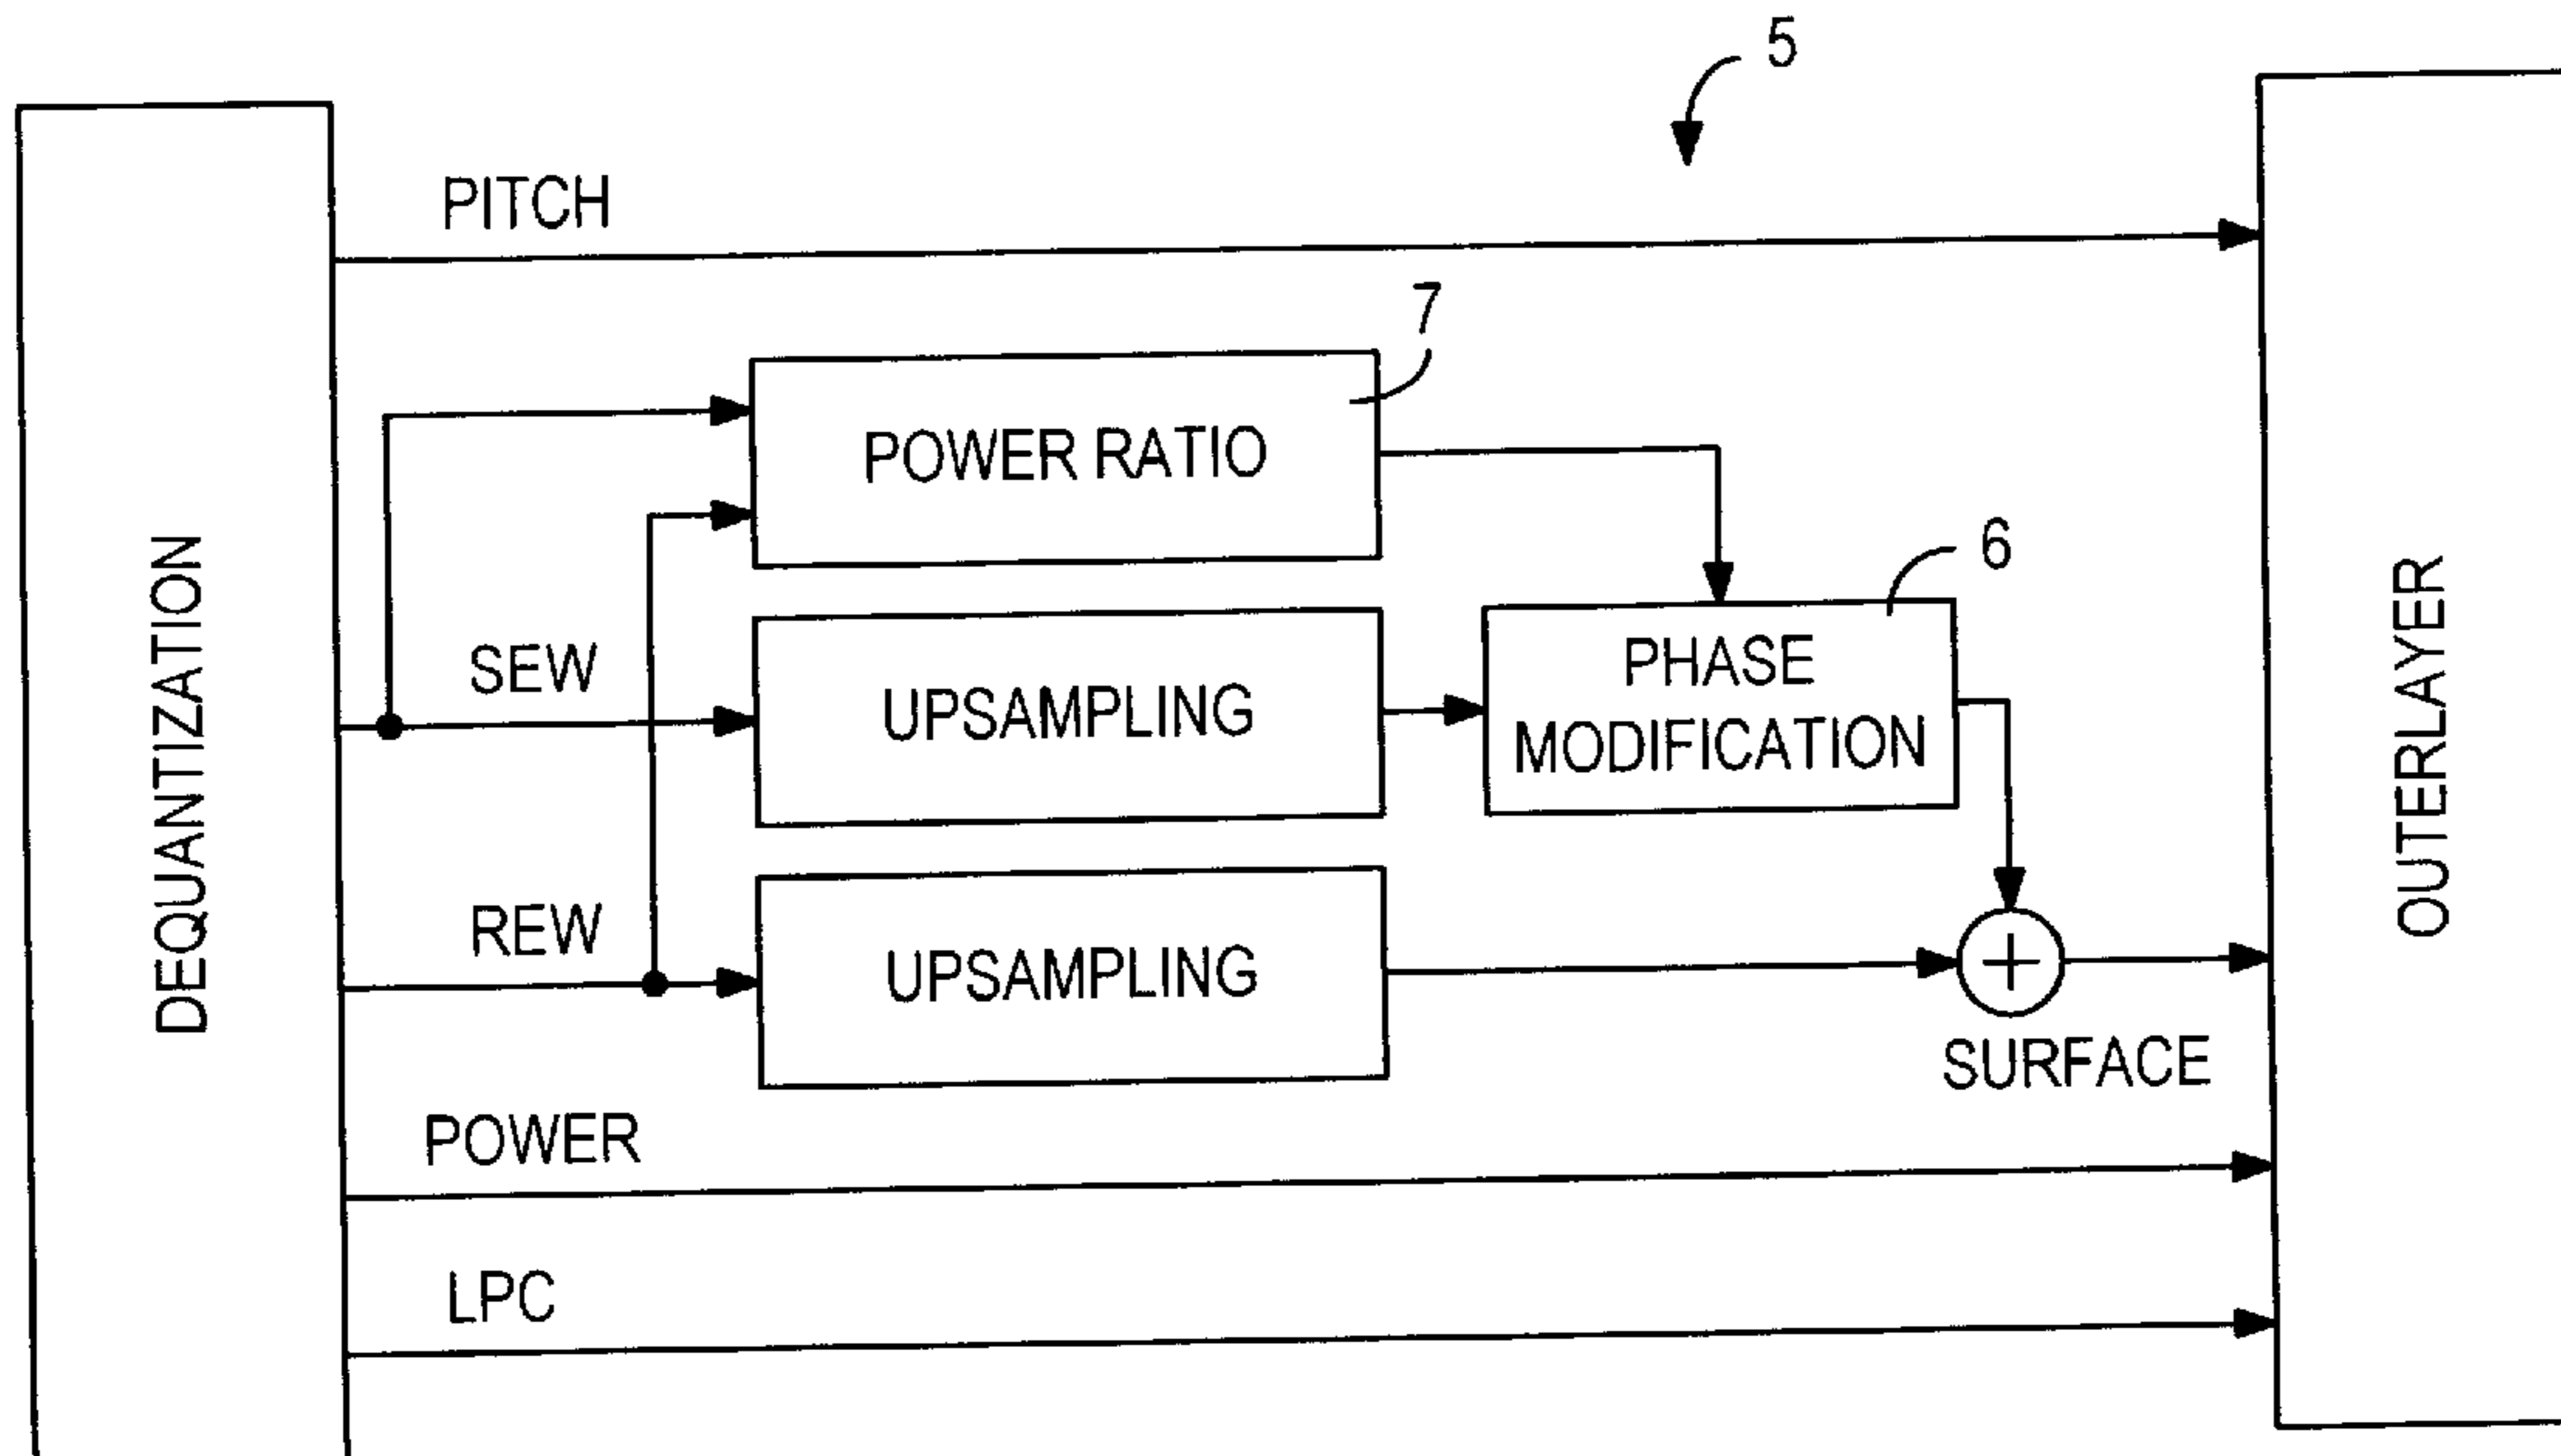 5
PITCH
7
POWER RATIO
6
SEW
UPSAMPLING
PHASE
MODIFICATION
DEQUANTIZATION
OUTERLAYER
REW
UPSAMPLING
+
SURFACE
POWER
LPC